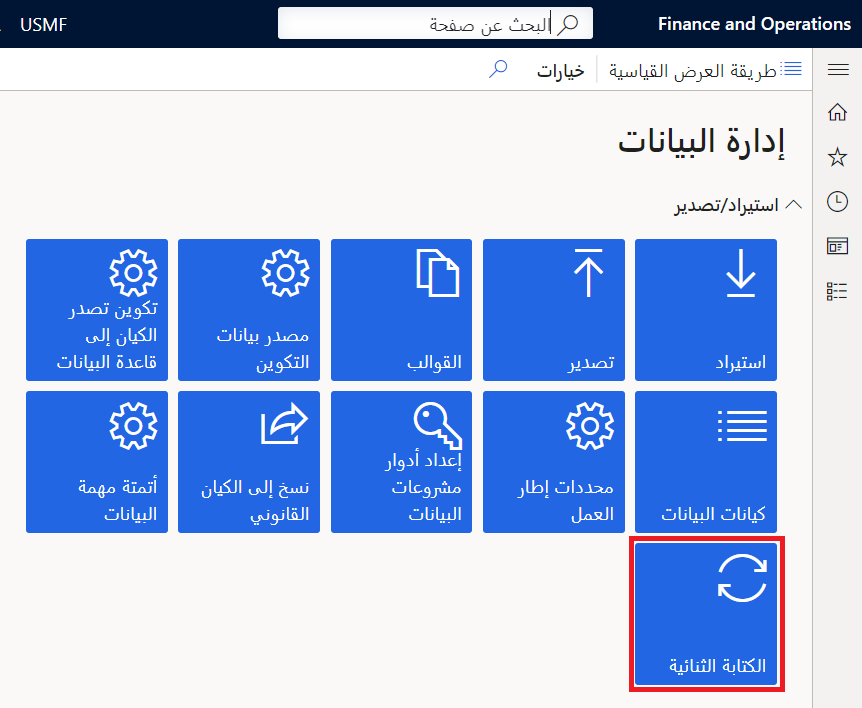 Finance and Operations
البحث عن صفحة
USMF
طريقة العرض القياسية
خيارات
إدارة البيانات
استيراد/تصدير
استيراد
تصدير
القوالب
مصدر بيانات
التكوين
تكوين تصدر
الكيان إلى
قاعدة البيانات
كيانات البيانات
محددات إطار
العمل
إعداد أدوار
مشروعات
البيانات
نسخ إلى الكيان
القانوني
أتمتة مهمة
البيانات
الكتابة الثنائية